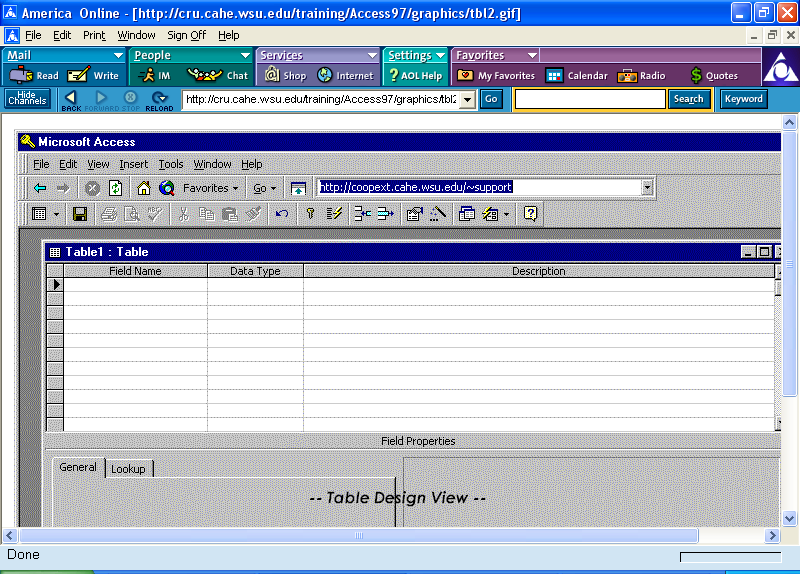 America Online - [http://cru.cahe.wsu.edu/training/Access97/graphics/tbl2.gif]
File Edit Print Window Sign Off Help
Mail People Services Settings Favorites
Read Write IM Chat Shop Internet AOL Help My Favorites Calendar Radio Quotes
Hide Channels BACK FORWARD STOP RELOAD http://cru.cahe.wsu.edu/training/Access97/graphics/tbl2 Go Search Keyword
Microsoft Access
File Edit View Insert Tools Window Help
Favorites Go http://coopext.cahe.wsu.edu/~support
Table1 : Table
Field Name Data Type Description
Field Properties
General Lookup
-- Table Design View --
Done